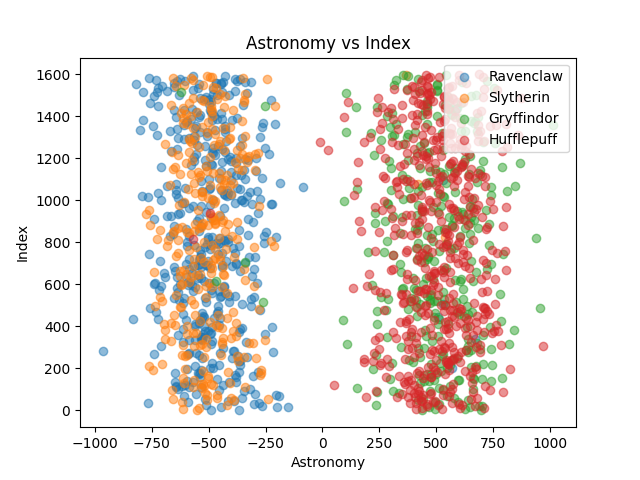 Astronomy vs Index
1600
1400
1200
1000
800
600
400
200
0
Index
−1000 −750 −500 −250 0 250 500 750 1000
Astronomy
Ravenclaw
Slytherin
Gryffindor
Hufflepuff